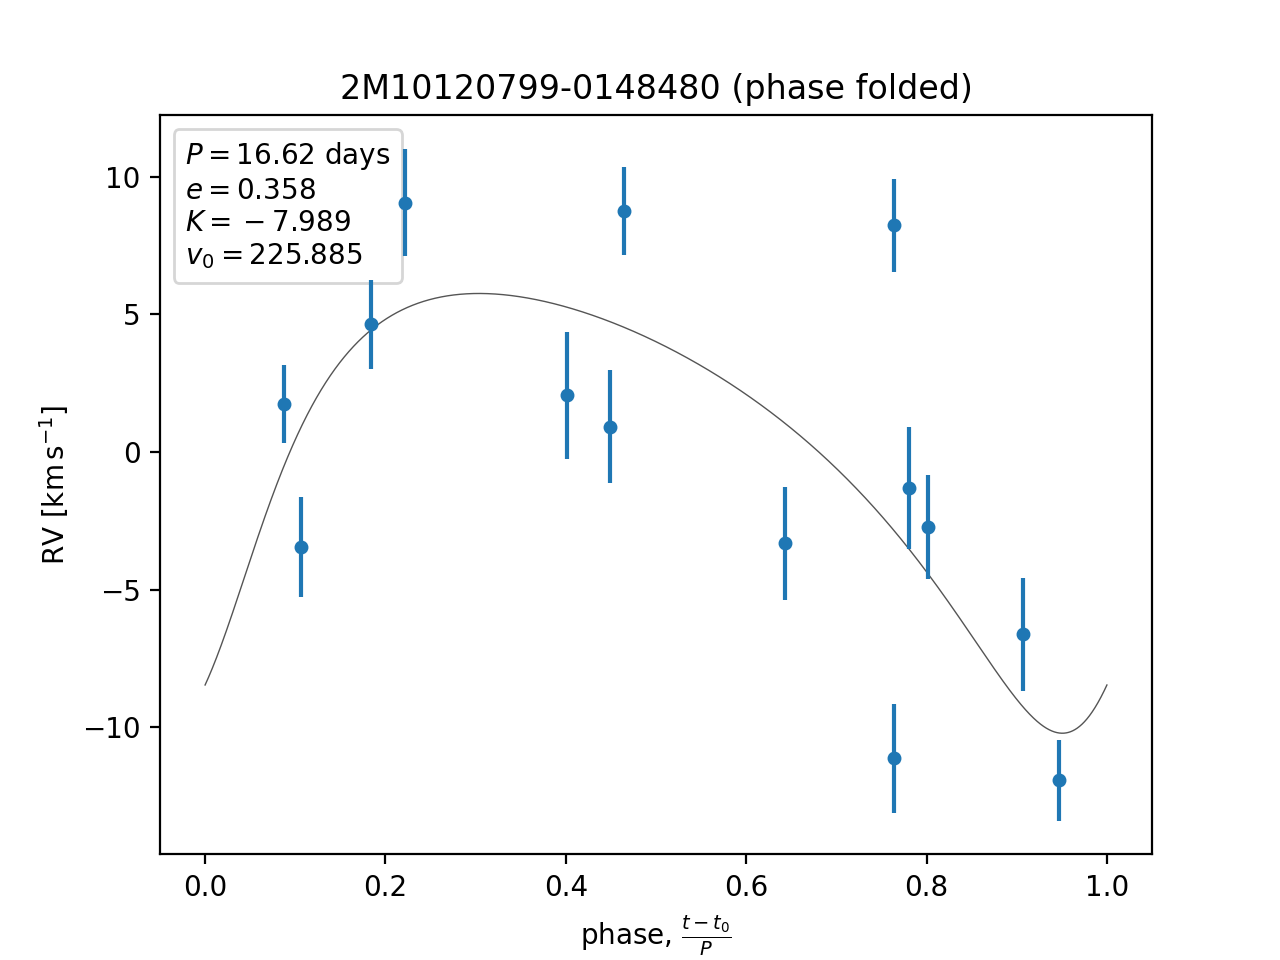 2M10120799-0148480 (phase folded)
P = 16.62 days
e = 0.358
K = −7.989
v₀ = 225.885
RV [km s⁻¹]
10
5
0
−5
−10
0.0 0.2 0.4 0.6 0.8 1.0
phase, (t − t₀)/P